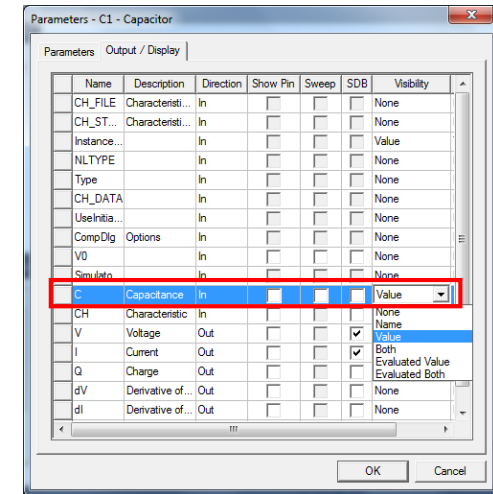 Parameters - C1 - Capacitor
Parameters Output / Display
Name Description Direction Show Pin Sweep SDB Visibility
CH_FILE Characteristi... In None
CH_ST... Characteristi... In None
Instance... In Value
NLTYPE In None
Type In None
CH_DATA In None
UseInitia... In None
CompDlg Options In None
V0 In None
Simulato... In None
C Capacitance In Value
CH Characteristic In None
Name
V Voltage Out Value
I Current Out Both
Evaluated Value
Q Charge Out Evaluated Both
dV Derivative of... Out None
dI Derivative of... Out None
OK Cancel